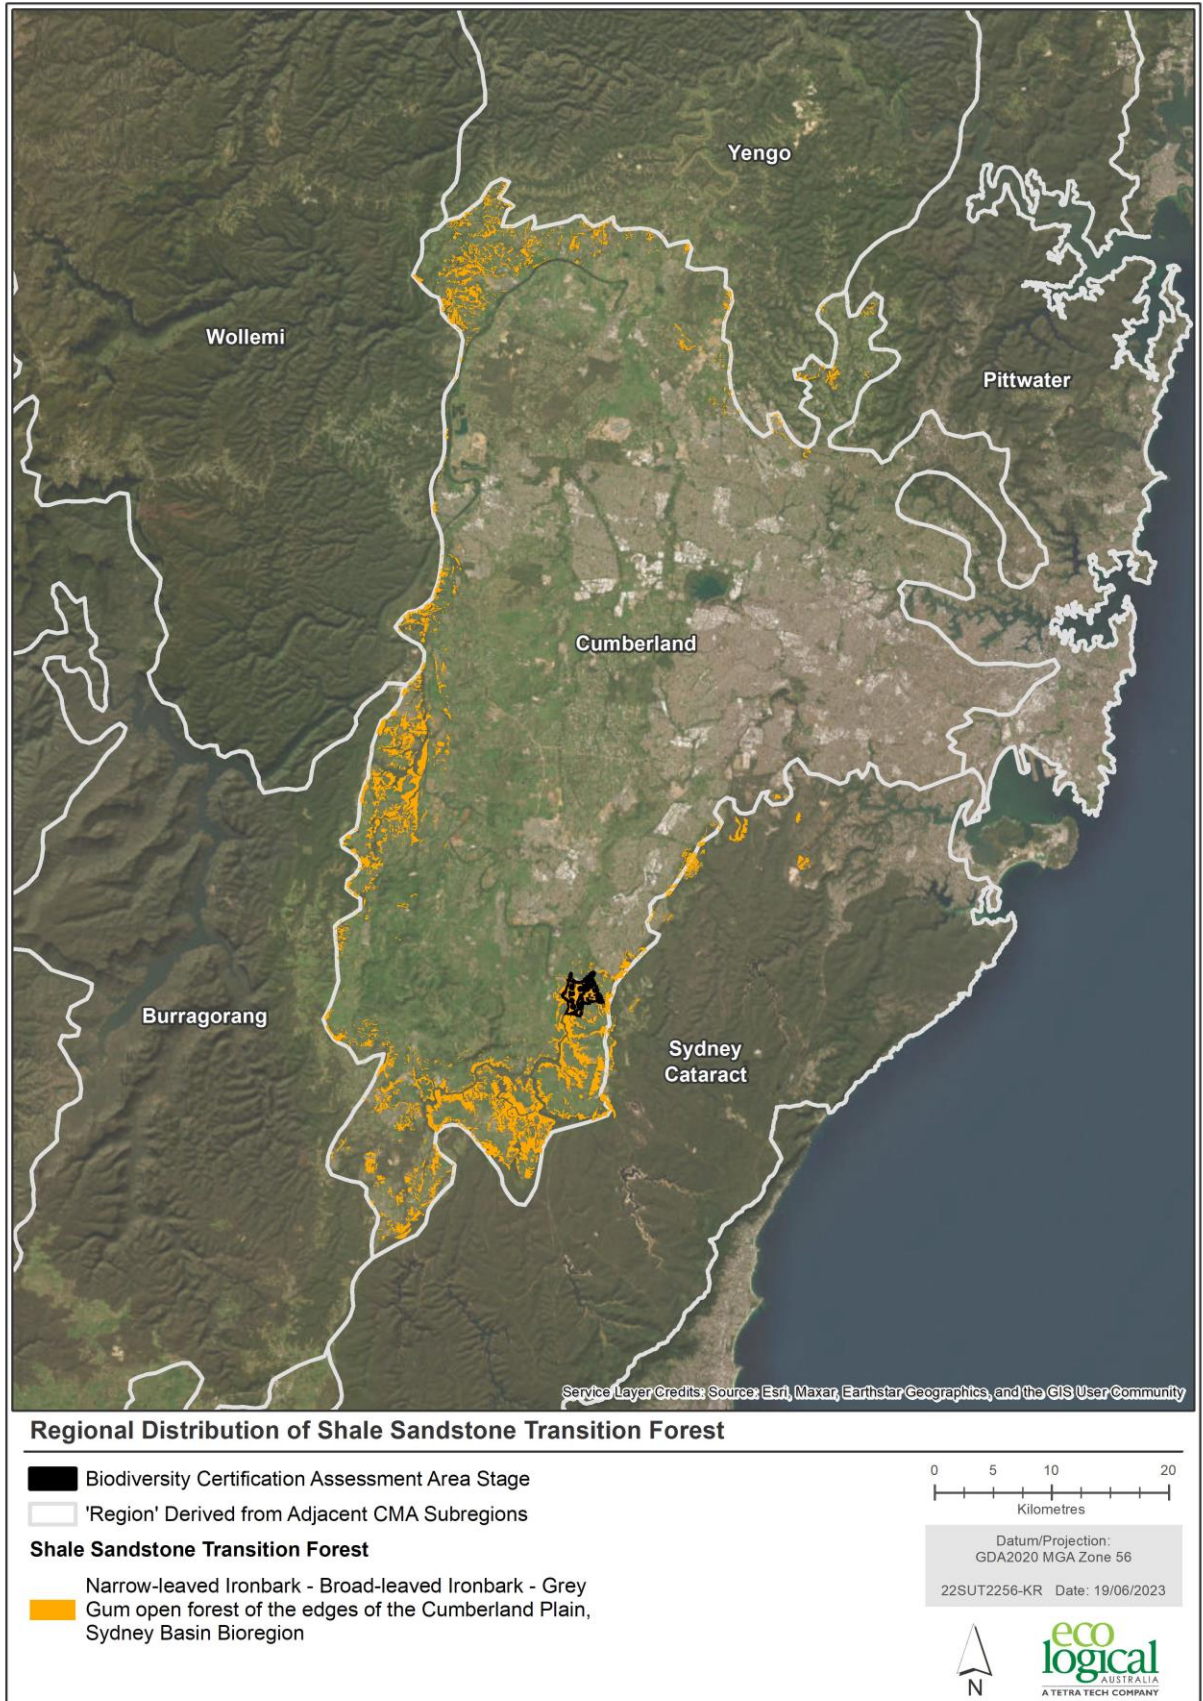 Yengo
Wollemi
Pittwater
Cumberland
Burragorang
Sydney
Cataract
Service Layer Credits: Source: Esri, Maxar, Earthstar Geographics, and the GIS User Community
Regional Distribution of Shale Sandstone Transition Forest
Biodiversity Certification Assessment Area Stage
'Region' Derived from Adjacent CMA Subregions
Shale Sandstone Transition Forest
Narrow-leaved Ironbark - Broad-leaved Ironbark - Grey
Gum open forest of the edges of the Cumberland Plain,
Sydney Basin Bioregion
0 5 10 20
Kilometres
Datum/Projection:
GDA2020 MGA Zone 56
22SUT2256-KR Date: 19/06/2023
N
eco
logical
AUSTRALIA
A TETRA TECH COMPANY